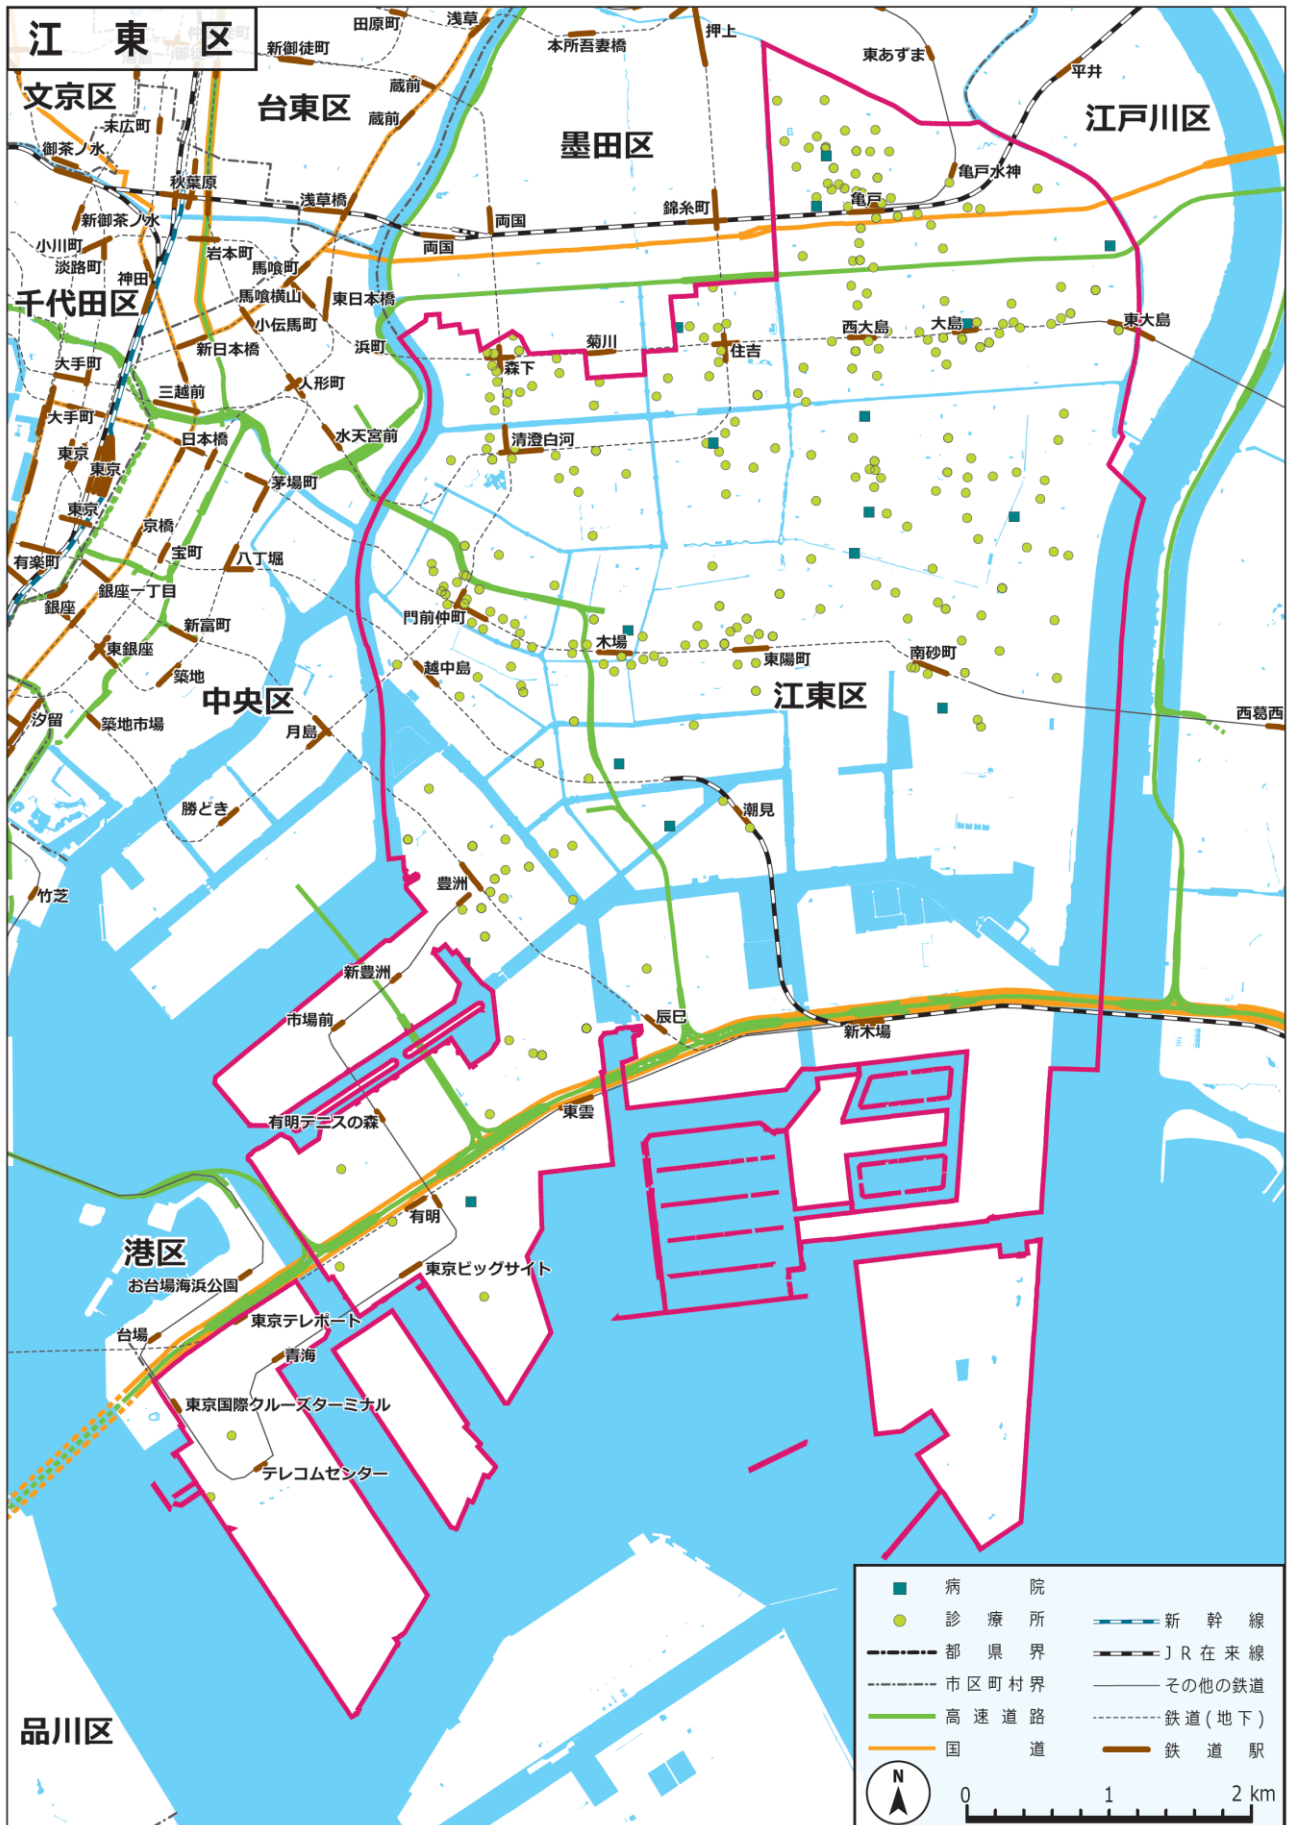 江東区
田原町
浅草
本所吾妻橋
押上
東あずま
平井
新御徒町
文京区
台東区
蔵前
蔵前
墨田区
江戸川区
末広町
御茶ノ水
秋葉原
浅草橋
亀戸水神
亀戸
錦糸町
両国
両国
新御茶ノ水
小川町
淡路町
岩本町
神田
馬喰町
馬喰横山
東日本橋
千代田区
小伝馬町
新日本橋
浜町
菊川
住吉
西大島
大島
東大島
森下
大手町
三越前
人形町
大手町
日本橋
水天宮前
清澄白河
東京
東京
茅場町
東京
京橋
宝町
八丁堀
有楽町
銀座一丁目
銀座
新富町
門前仲町
木場
東陽町
南砂町
東銀座
築地
越中島
江東区
中央区
汐留
築地市場
月島
西葛西
勝どき
潮見
竹芝
豊洲
新豊洲
市場前
辰巳
新木場
有明テニスの森
東雲
有明
港区
お台場海浜公園
東京ビッグサイト
台場
東京テレポート
青海
東京国際クルーズターミナル
テレコムセンター
品川区
病院
診療所
都県界
市区町村界
高速道路
国道
新幹線
JR在来線
その他の鉄道
鉄道(地下)
鉄道駅
N
0 1 2 km